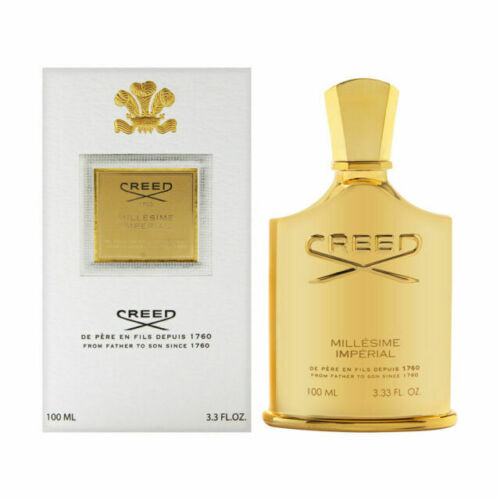 CREED
1760
MILLÉSIME
IMPÉRIAL
CREED
DE PÈRE EN FILS DEPUIS 1760
FROM FATHER TO SON SINCE 1760
100 ML 3.3 FL.OZ.
CREED
MILLÉSIME
IMPÉRIAL
DE PÈRE EN FILS DEPUIS 1760
FROM FATHER TO SON SINCE 1760
100 ML 3.33 FL. OZ.